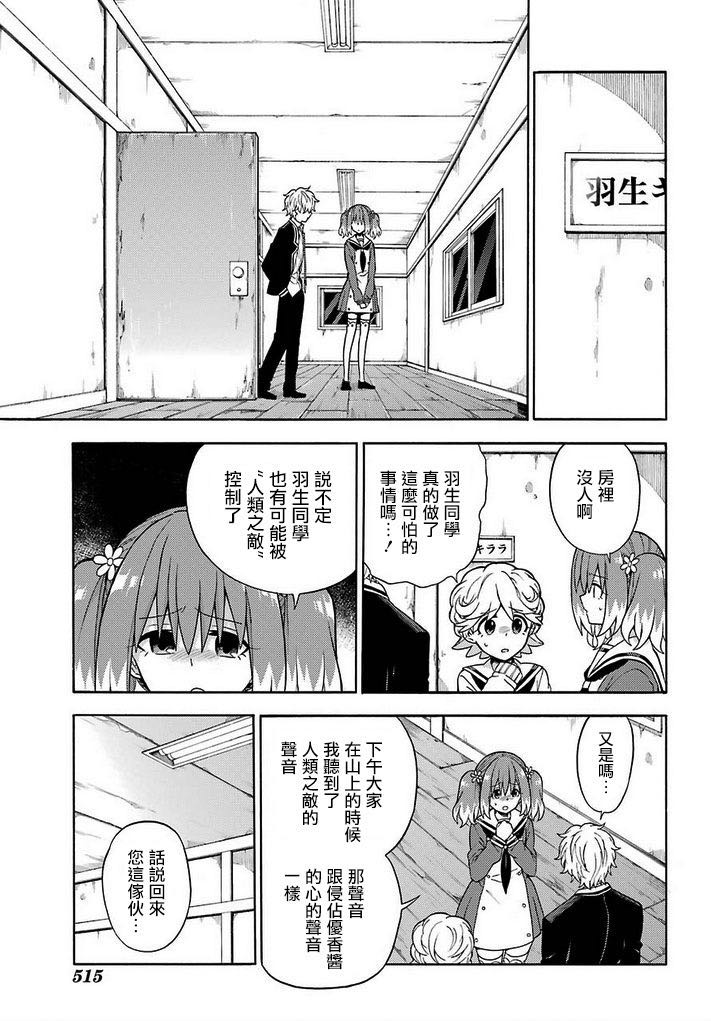 羽生キ
房裡
沒人啊
羽生同學
真的做了
這麼可怕的
事情嗎…！
キララ
說不定
羽生同學
也有可能被
〝人類之敵〞
控制了
又是嗎…
下午大家
在山上的時候
我聽到了
人類之敵的
聲音
那聲音
跟侵佔優香醬
的心的聲音
一樣
話說回來
您這傢伙…
515